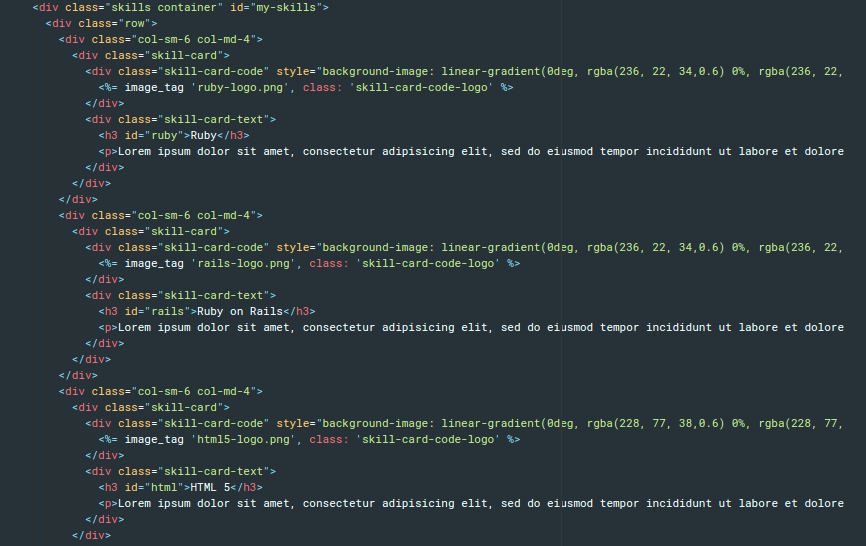 <div class="skills container" id="my-skills">
<div class="row">
<div class="col-sm-6 col-md-4">
<div class="skill-card">
<div class="skill-card-code" style="background-image: linear-gradient(0deg, rgba(236, 22, 34,0.6) 0%, rgba(236, 22,
<%= image_tag 'ruby-logo.png', class: 'skill-card-code-logo' %>
</div>
<div class="skill-card-text">
<h3 id="ruby">Ruby</h3>
<p>Lorem ipsum dolor sit amet, consectetur adipisicing elit, sed do eiusmod tempor incididunt ut labore et dolore
</div>
</div>
</div>
<div class="col-sm-6 col-md-4">
<div class="skill-card">
<div class="skill-card-code" style="background-image: linear-gradient(0deg, rgba(236, 22, 34,0.6) 0%, rgba(236, 22,
<%= image_tag 'rails-logo.png', class: 'skill-card-code-logo' %>
</div>
<div class="skill-card-text">
<h3 id="rails">Ruby on Rails</h3>
<p>Lorem ipsum dolor sit amet, consectetur adipisicing elit, sed do eiusmod tempor incididunt ut labore et dolore
</div>
</div>
</div>
<div class="col-sm-6 col-md-4">
<div class="skill-card">
<div class="skill-card-code" style="background-image: linear-gradient(0deg, rgba(228, 77, 38,0.6) 0%, rgba(228, 77,
<%= image_tag 'html5-logo.png', class: 'skill-card-code-logo' %>
</div>
<div class="skill-card-text">
<h3 id="html">HTML 5</h3>
<p>Lorem ipsum dolor sit amet, consectetur adipisicing elit, sed do eiusmod tempor incididunt ut labore et dolore
</div>
</div>